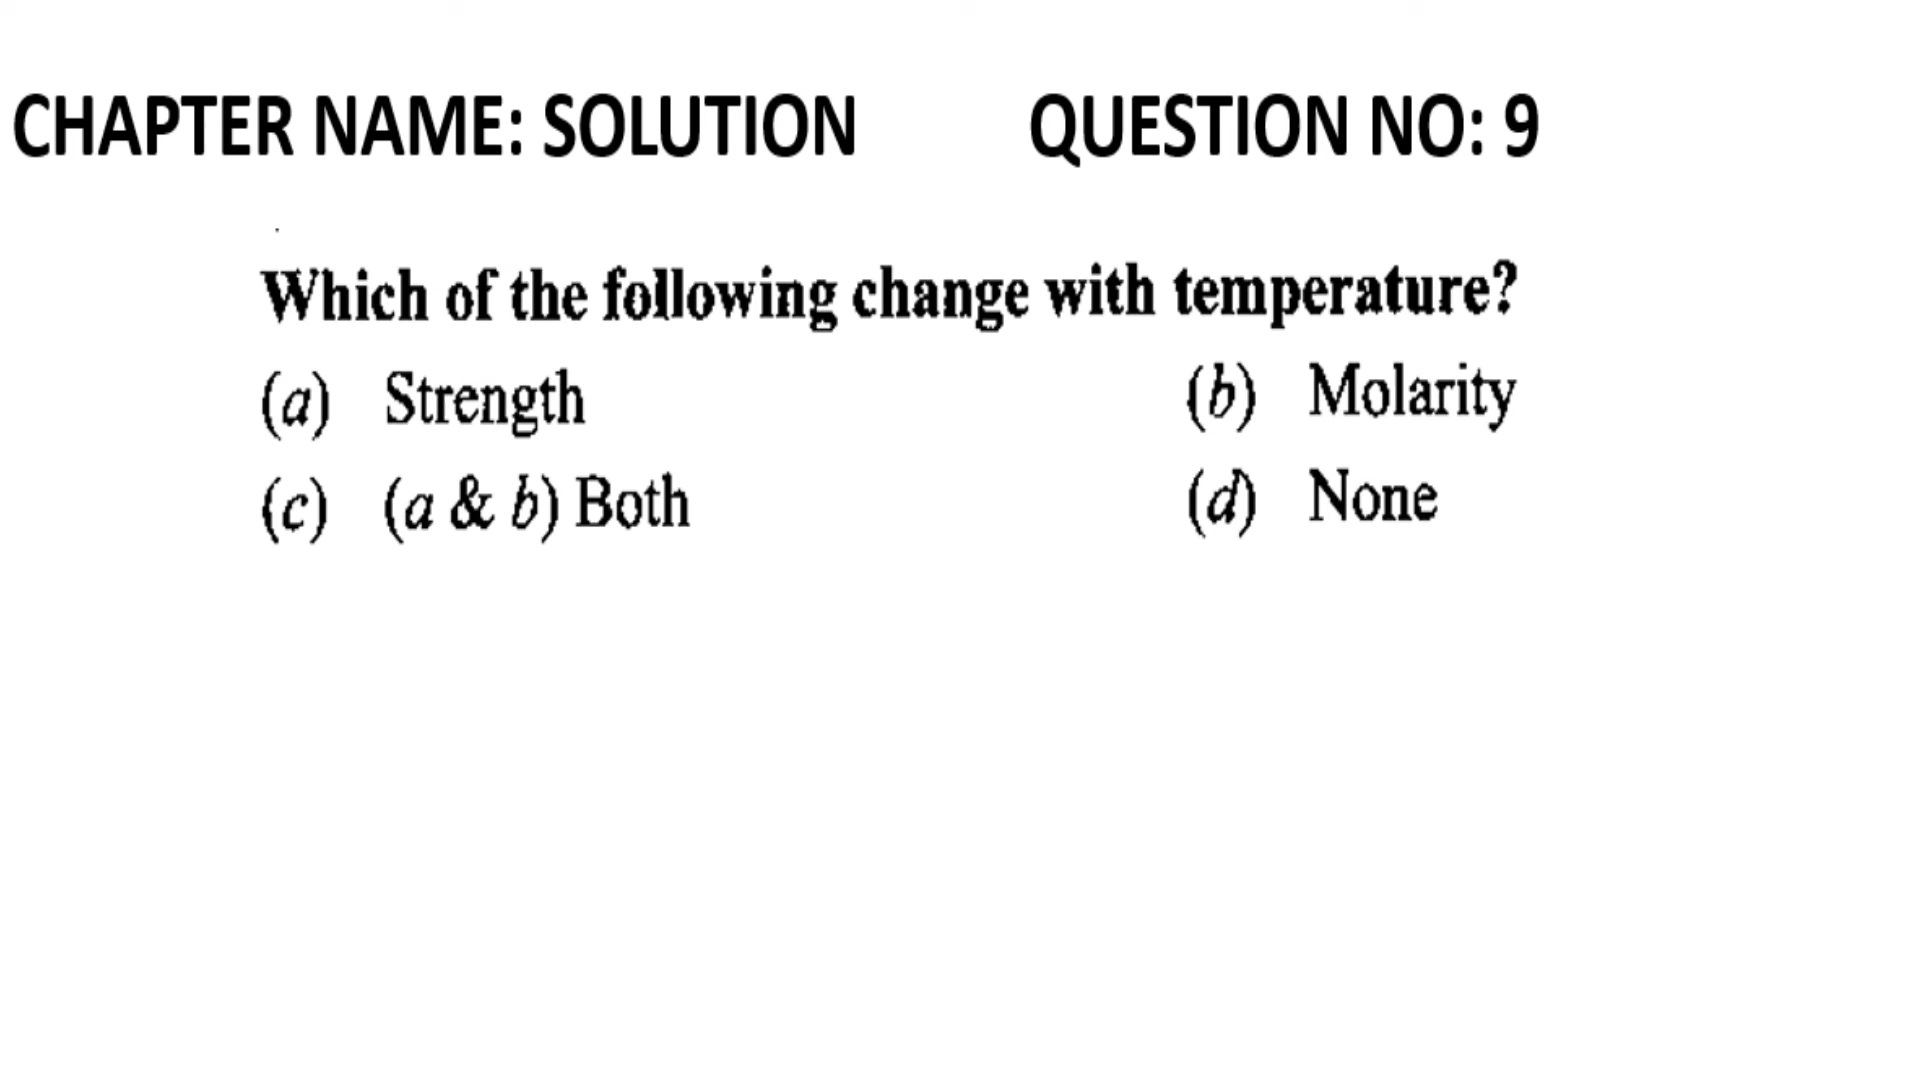 CHAPTER NAME: SOLUTION QUESTION NO: 9
Which of the following change with temperature?
(a) Strength (b) Molarity
(c) (a & b) Both (d) None